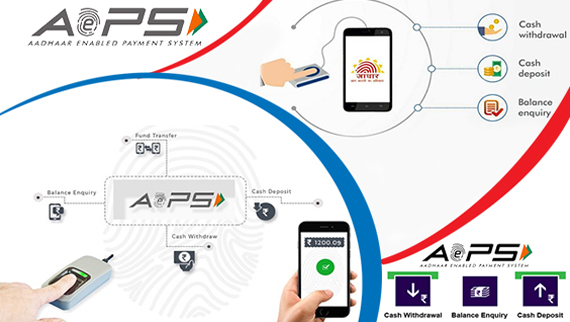 AePS
AADHAAR ENABLED PAYMENT SYSTEM
आधार
Cash
withdrawal
Cash
deposit
Balance
enquiry
Fund Transfer
Balance Enquiry
AePS
Cash Deposit
Cash Withdraw
₹ 1200.09
AePS
AADHAAR ENABLED PAYMENT SYSTEM
Cash Withdrawal
Balance Enquiry
Cash Deposit